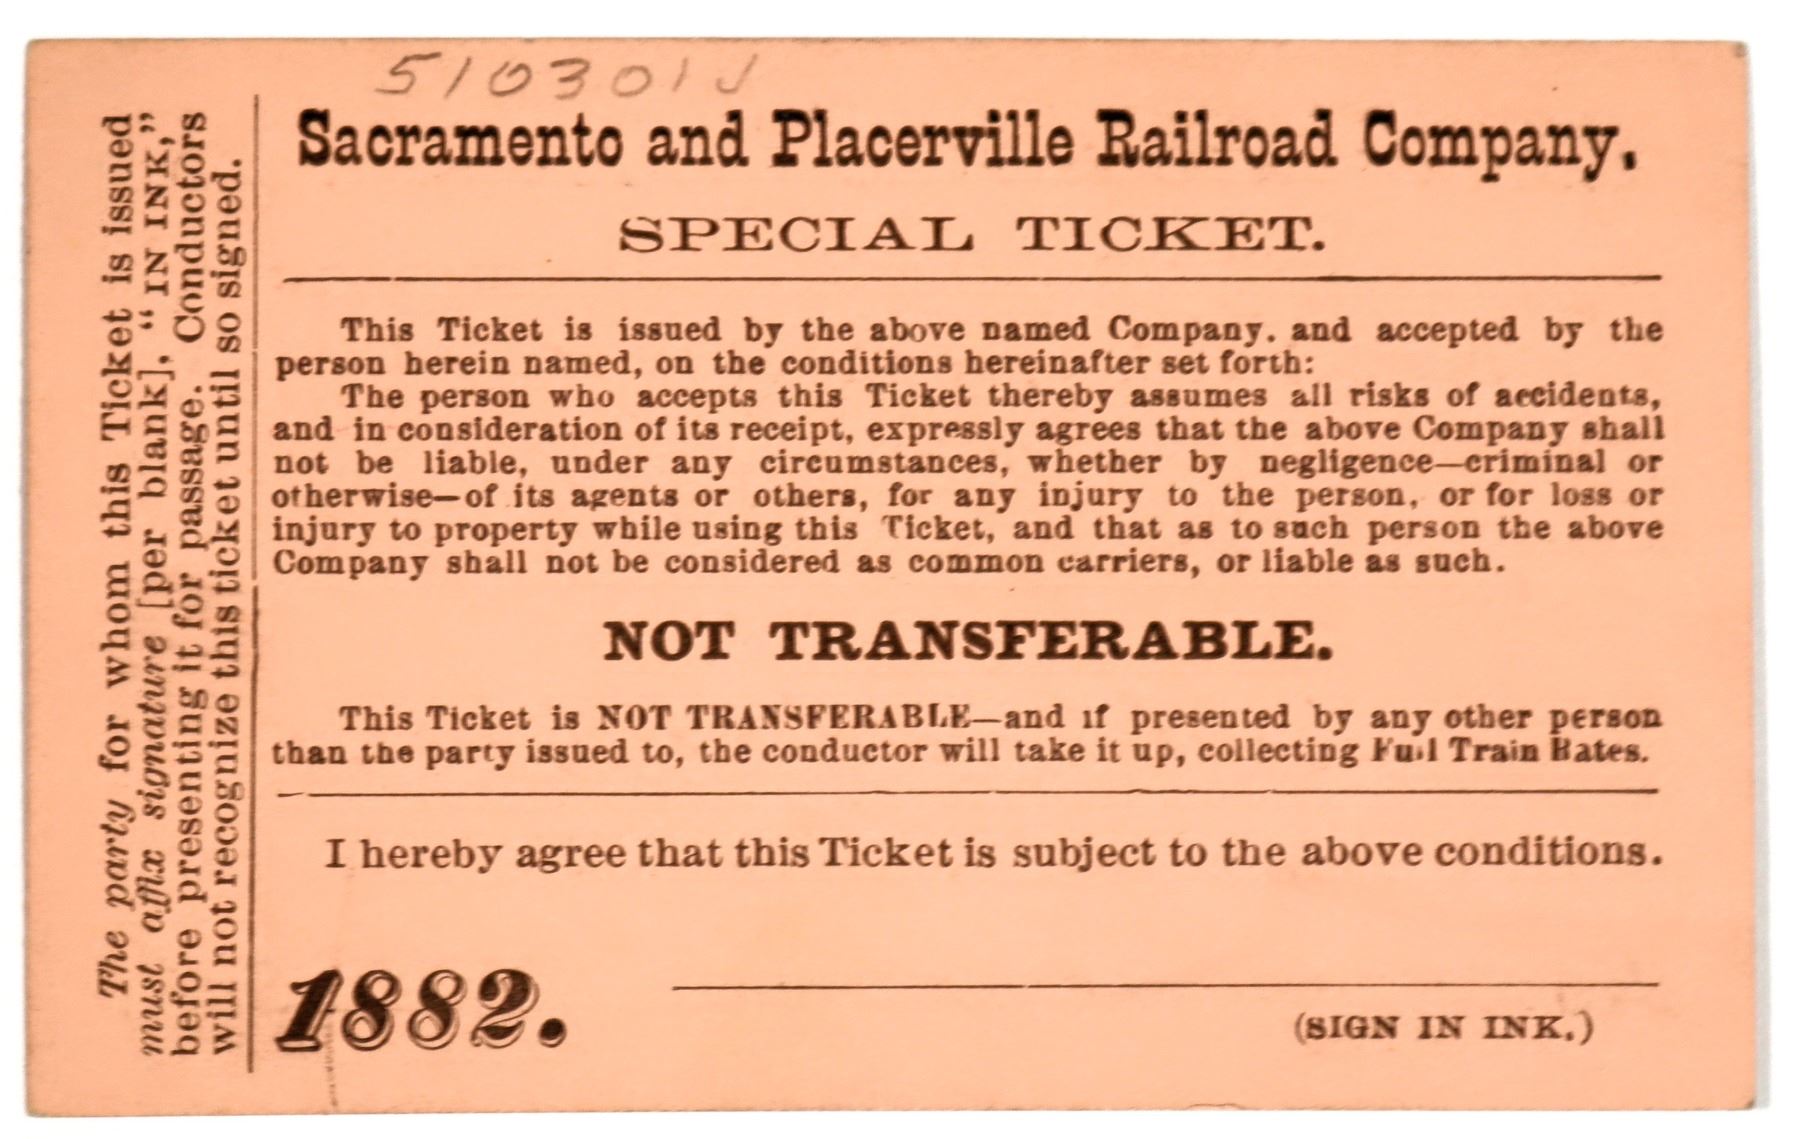 510301J
Sacramento and Placerville Railroad Company.
SPECIAL TICKET.
This Ticket is issued by the above named Company. and accepted by the
person herein named, on the conditions hereinafter set forth:
The person who accepts this Ticket thereby assumes all risks of accidents,
and in consideration of its receipt, expressly agrees that the above Company shall
not be liable, under any circumstances, whether by negligence—criminal or
otherwise—of its agents or others, for any injury to the person, or for loss or
injury to property while using this Ticket, and that as to such person the above
Company shall not be considered as common carriers, or liable as such.
NOT TRANSFERABLE.
This Ticket is NOT TRANSFERABLE—and if presented by any other person
than the party issued to, the conductor will take it up, collecting Full Train Rates.
I hereby agree that this Ticket is subject to the above conditions.
1882.
(SIGN IN INK.)
The party for whom this Ticket is issued
must affix signature [per blank], "IN INK,"
before presenting it for passage. Conductors
will not recognize this ticket until so signed.